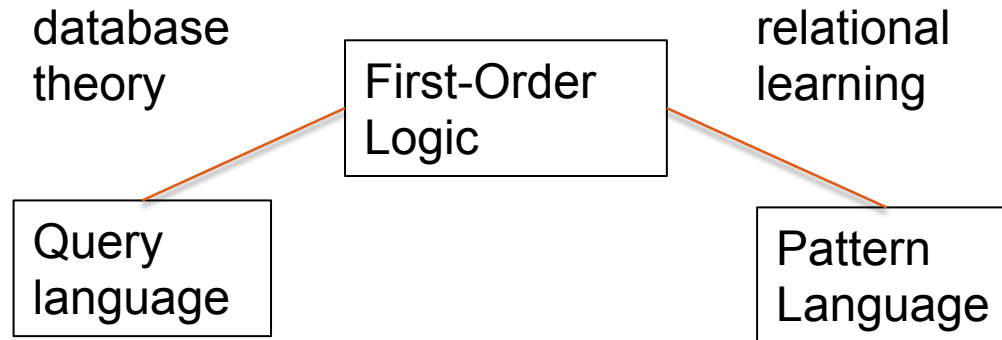 database
theory
First-Order
Logic
relational
learning
Query
language
Pattern
Language